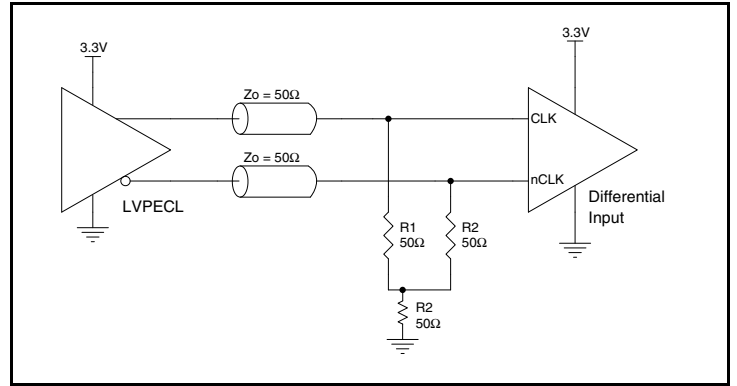 3.3V
3.3V
Zo = 50Ω
CLK
Zo = 50Ω
nCLK
LVPECL
Differential
Input
R1
50Ω
R2
50Ω
R2
50Ω